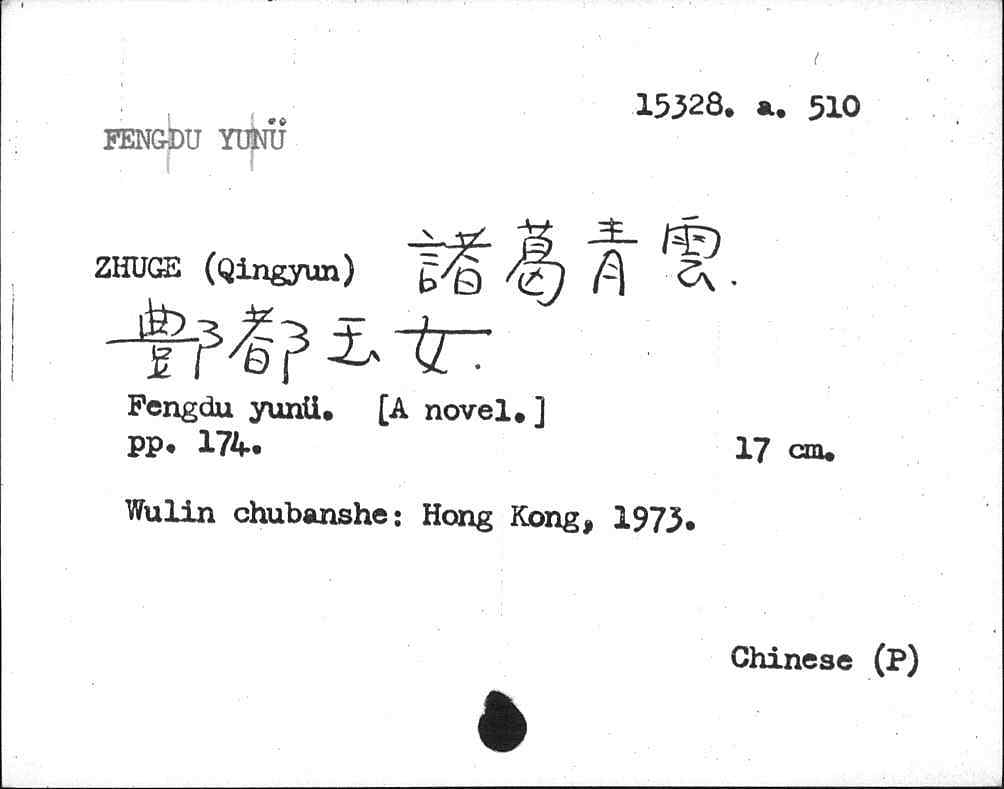 15328. a. 510
FENGDU YUNÜ
ZHUGE (Qingyun) 諸葛青雲.
酆都玉女.
Fengdu yunü. [A novel.]
pp. 174. 17 cm.
Wulin chubanshe: Hong Kong, 1973.
Chinese (P)